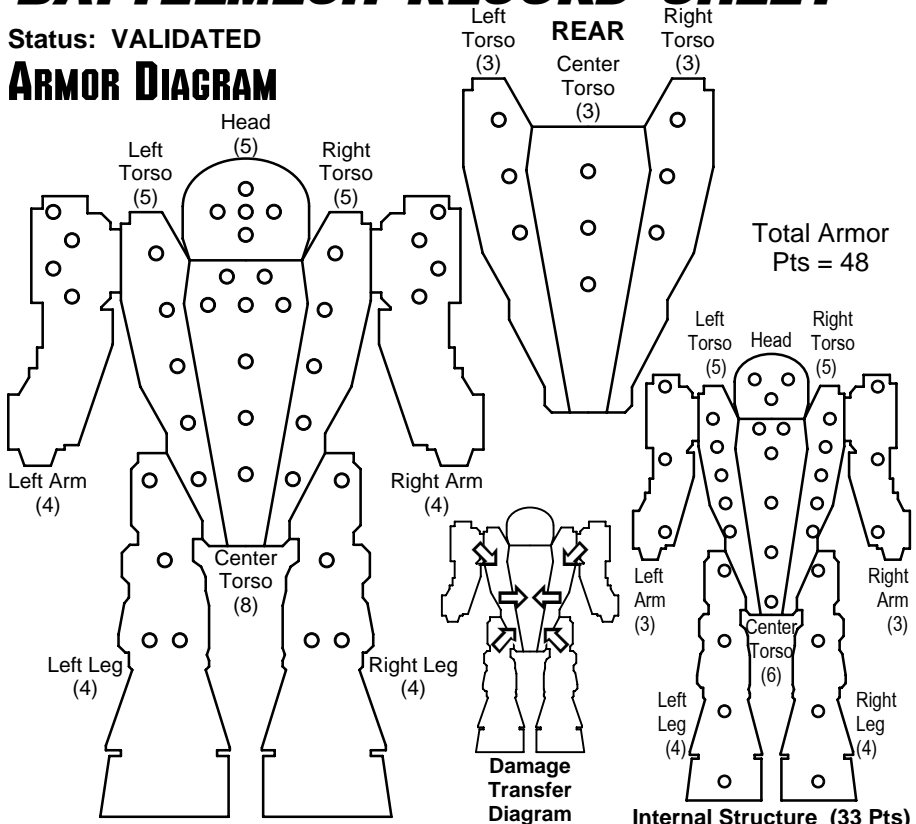 BATTLEMECH RECORD SHEET
Status: VALIDATED
ARMOR DIAGRAM
Left
Torso
(3)
REAR
Center
Torso
(3)
Right
Torso
(3)
Left
Torso
(5)
Head
(5)
Right
Torso
(5)
Total Armor
Pts = 48
Left Arm
(4)
Right Arm
(4)
Center
Torso
(8)
Left Leg
(4)
Right Leg
(4)
Damage
Transfer
Diagram
Left
Torso
(5)
Head
Right
Torso
(5)
Left
Arm
(3)
Right
Arm
(3)
Center
Torso
(6)
Left
Leg
(4)
Right
Leg
(4)
Internal Structure (33 Pts)